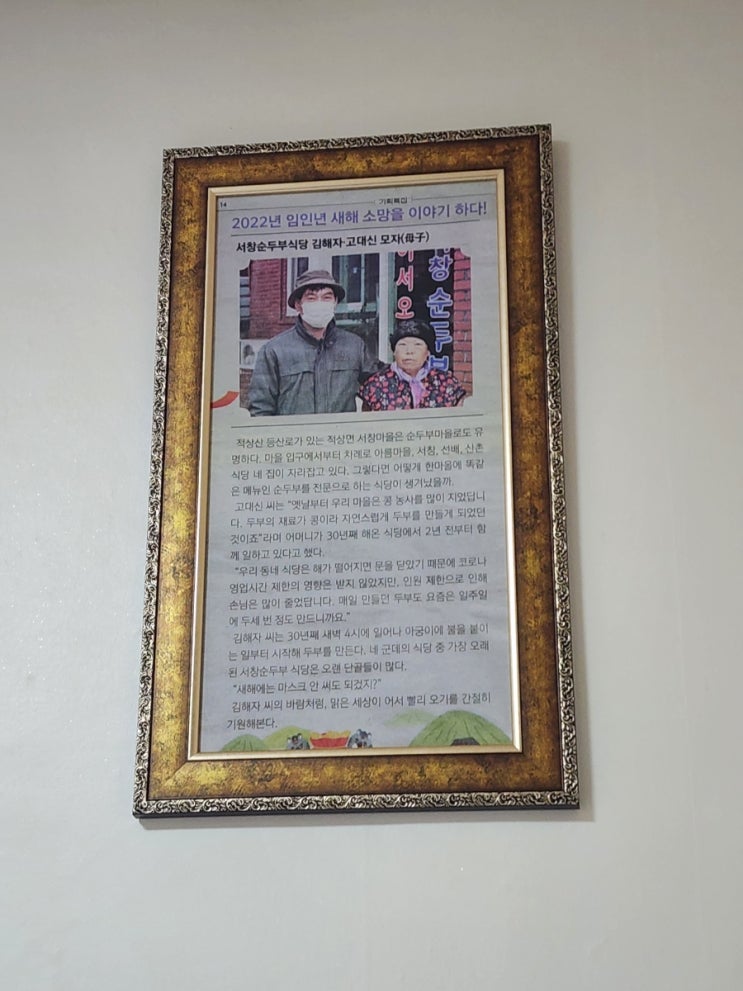 14
기획특집
2022년 임인년 새해 소망을 이야기 하다!
서창순두부식당 김해자·고대신 모자(母子)
어서오
창 순두부
적상산 등산로가 있는 적상면 서창마을은 순두부마을로도 유
명하다. 마을 입구에서부터 차례로 아름마을, 서창, 선배, 산촌
식당 네 집이 자리잡고 있다. 그렇다면 어떻게 한마을에 똑같
은 메뉴인 순두부를 전문으로 하는 식당이 생겨났을까.
고대신 씨는 "옛날부터 우리 마을은 콩 농사를 많이 지었답니
다. 두부의 재료가 콩이라 자연스럽게 두부를 만들게 되었던
것이죠"라며 어머니가 30년째 해온 식당에서 2년 전부터 함
께 일하고 있다고 했다.
"우리 동네 식당은 해가 떨어지면 문을 닫았기 때문에 코로나
영업시간 제한의 영향은 받지 않았지만, 인원 제한으로 인해
손님은 많이 줄었답니다. 매일 만들던 두부도 요즘은 일주일
에 두세 번 정도 만드니까요."
김해자 씨는 30년째 새벽 4시에 일어나 아궁이에 불을 붙이
는 일부터 시작해 두부를 만든다. 네 군데의 식당 중 가장 오래
된 서창순두부 식당은 오랜 단골들이 많다.
"새해에는 마스크 안 써도 되겠지?"
김해자 씨의 바람처럼, 맑은 세상이 어서 빨리 오기를 간절히
기원해본다.